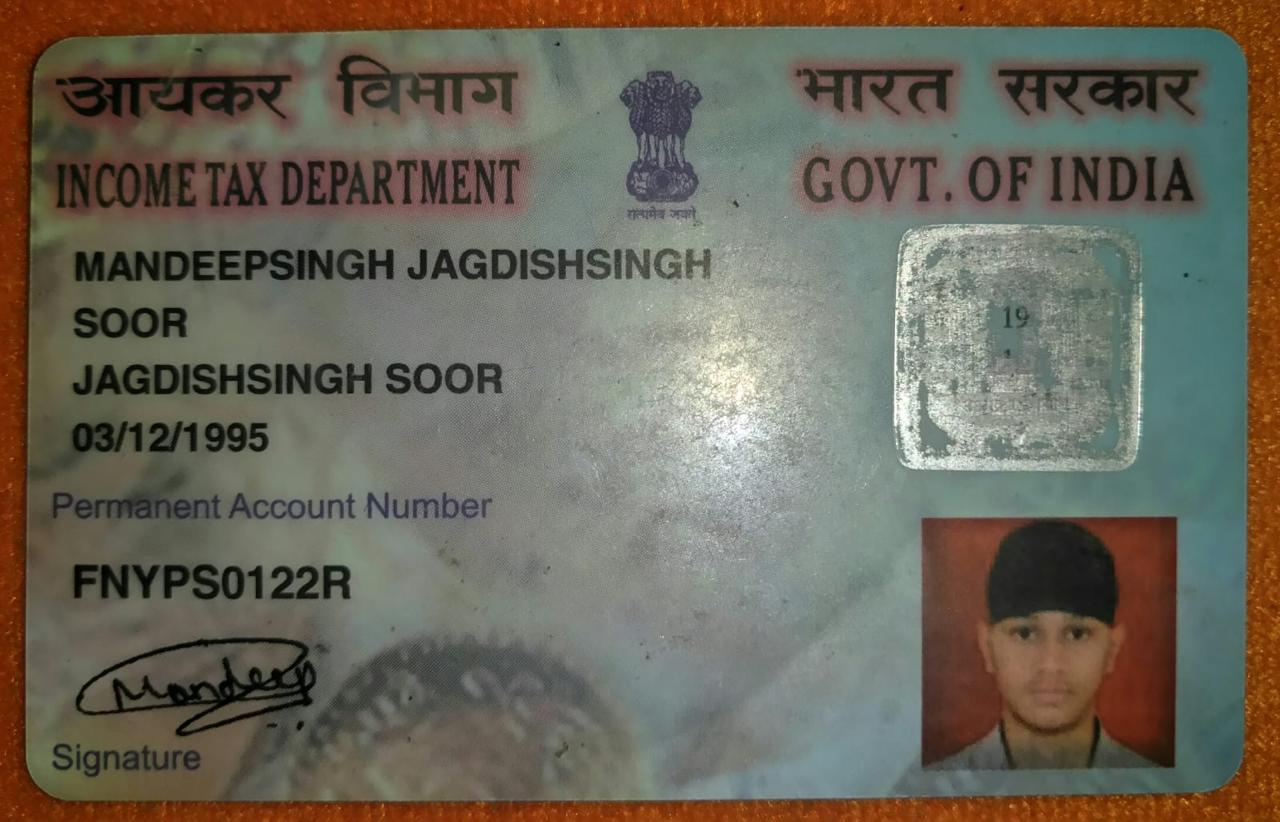 आयकर विभाग
भारत सरकार
INCOME TAX DEPARTMENT
GOVT. OF INDIA
सत्यमेव जयते
MANDEEPSINGH JAGDISHSINGH
SOOR
JAGDISHSINGH SOOR
03/12/1995
19
Permanent Account Number
FNYPS0122R
Mandeep
Signature